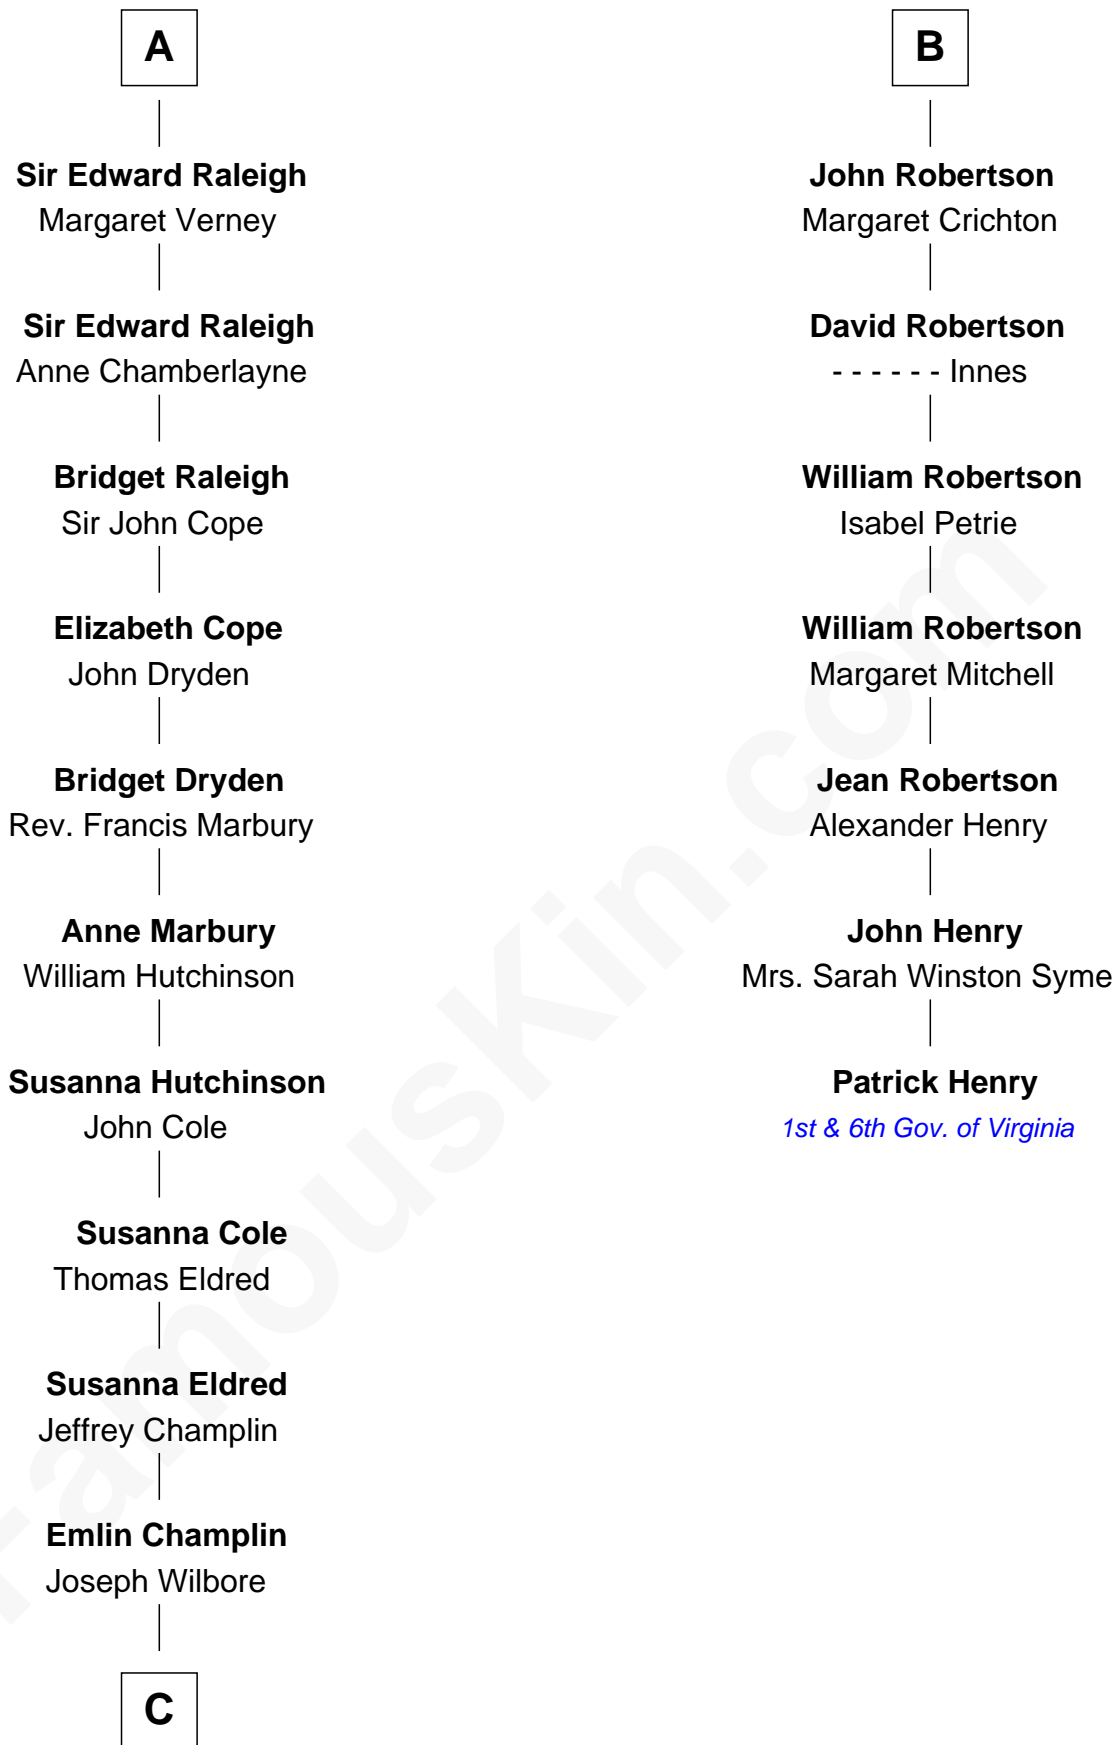 A
Sir Edward Raleigh
Margaret Verney
Sir Edward Raleigh
Anne Chamberlayne
Bridget Raleigh
Sir John Cope
Elizabeth Cope
John Dryden
Bridget Dryden
Rev. Francis Marbury
Anne Marbury
William Hutchinson
Susanna Hutchinson
John Cole
Susanna Cole
Thomas Eldred
Susanna Eldred
Jeffrey Champlin
Emlin Champlin
Joseph Wilbore
C
B
John Robertson
Margaret Crichton
David Robertson
- - - - - - Innes
William Robertson
Isabel Petrie
William Robertson
Margaret Mitchell
Jean Robertson
Alexander Henry
John Henry
Mrs. Sarah Winston Syme
Patrick Henry
1st & 6th Gov. of Virginia
FamousKin.com